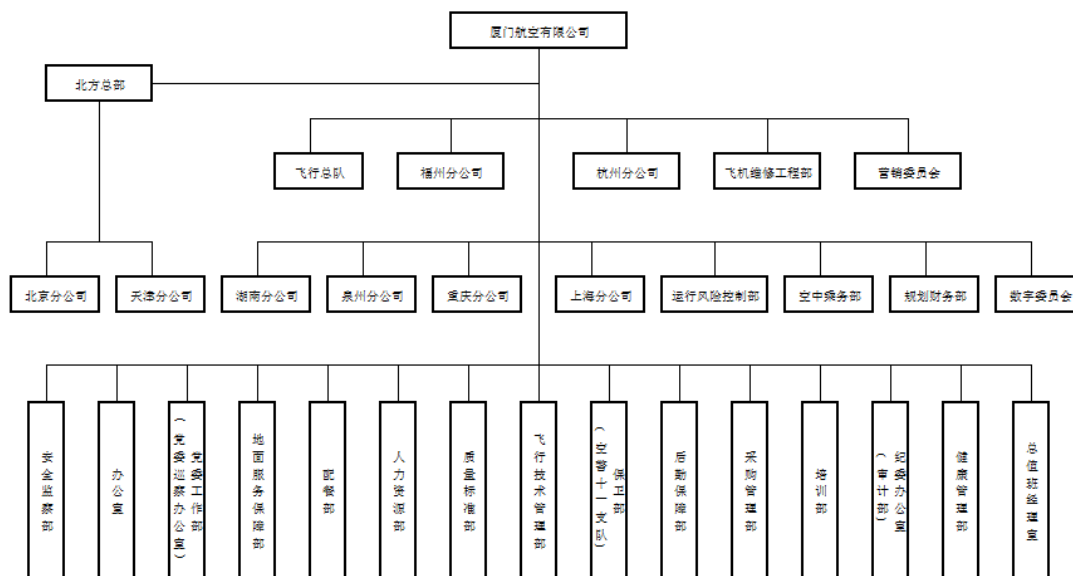 厦门航空有限公司
北方总部
飞行总队
福州分公司
杭州分公司
飞机维修工程部
营销委员会
北京分公司
天津分公司
湖南分公司
泉州分公司
重庆分公司
上海分公司
运行风险控制部
空中乘务部
规划财务部
数字委员会
安全监察部
办公室
党委工作部
(党委巡察办公室)
地面服务保障部
配餐部
人力资源部
质量标准部
飞行技术管理部
保卫部
(空警十一支队)
后勤保障部
采购管理部
培训部
纪委办公室
(审计部)
健康管理部
总值班经理室